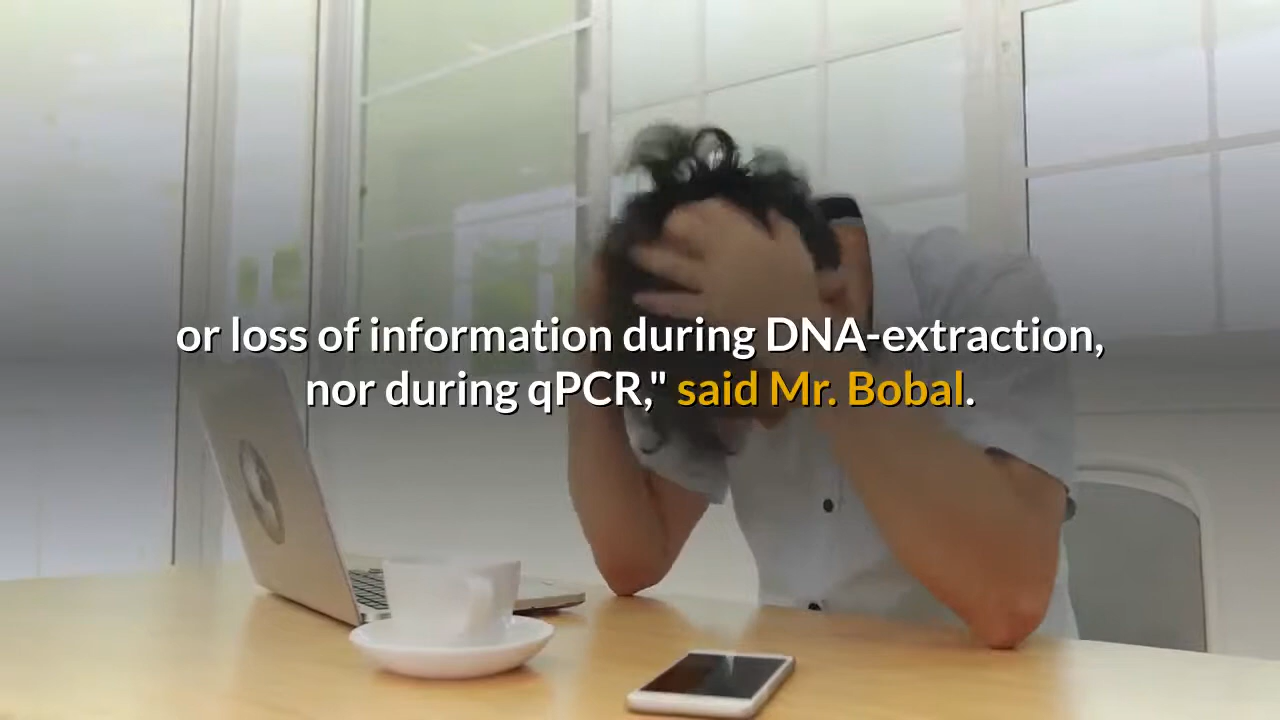 or loss of information during DNA-extraction,
nor during qPCR," said Mr. Bobal.